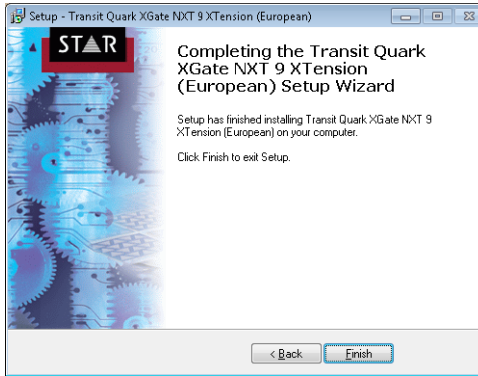 Setup - Transit Quark XGate NXT 9 XTension (European)
STAR
Completing the Transit Quark
XGate NXT 9 XTension
(European) Setup Wizard
Setup has finished installing Transit Quark XGate NXT 9
XTension (European) on your computer.
Click Finish to exit Setup.
< Back
Finish